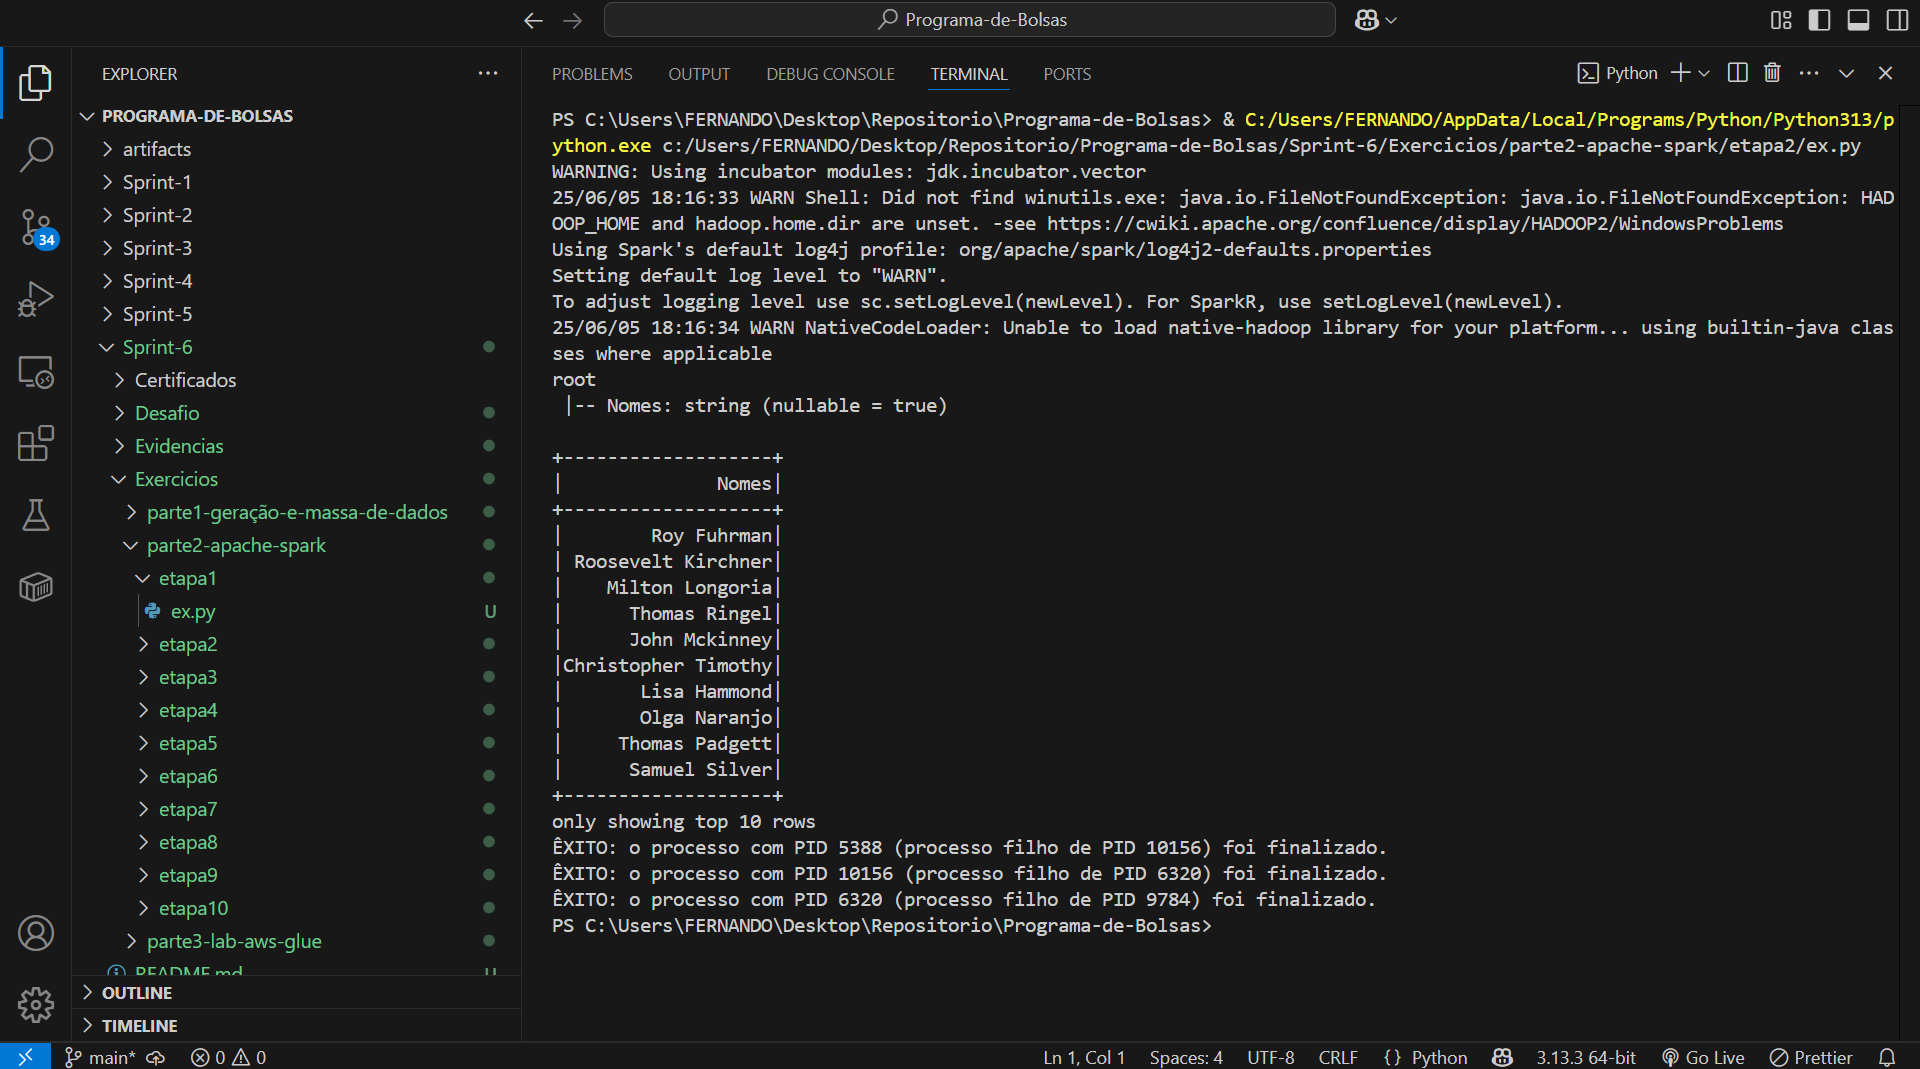 Programa-de-Bolsas
EXPLORER
PROGRAMA-DE-BOLSAS
artifacts
Sprint-1
Sprint-2
34
Sprint-3
Sprint-4
Sprint-5
Sprint-6
Certificados
Desafio
Evidencias
Exercicios
parte1-geração-e-massa-de-dados
parte2-apache-spark
etapa1
ex.py U
etapa2
etapa3
etapa4
etapa5
etapa6
etapa7
etapa8
etapa9
etapa10
parte3-lab-aws-glue
README.md U
OUTLINE
TIMELINE
PROBLEMS OUTPUT DEBUG CONSOLE TERMINAL PORTS Python
PS C:\Users\FERNANDO\Desktop\Repositorio\Programa-de-Bolsas> & C:/Users/FERNANDO/AppData/Local/Programs/Python/Python313/p
ython.exe c:/Users/FERNANDO/Desktop/Repositorio/Programa-de-Bolsas/Sprint-6/Exercicios/parte2-apache-spark/etapa2/ex.py
WARNING: Using incubator modules: jdk.incubator.vector
25/06/05 18:16:33 WARN Shell: Did not find winutils.exe: java.io.FileNotFoundException: java.io.FileNotFoundException: HAD
OOP_HOME and hadoop.home.dir are unset. -see https://cwiki.apache.org/confluence/display/HADOOP2/WindowsProblems
Using Spark's default log4j profile: org/apache/spark/log4j2-defaults.properties
Setting default log level to "WARN".
To adjust logging level use sc.setLogLevel(newLevel). For SparkR, use setLogLevel(newLevel).
25/06/05 18:16:34 WARN NativeCodeLoader: Unable to load native-hadoop library for your platform... using builtin-java clas
ses where applicable
root
 |-- Nomes: string (nullable = true)
+-------------------+
|              Nomes|
+-------------------+
|        Roy Fuhrman|
| Roosevelt Kirchner|
|    Milton Longoria|
|      Thomas Ringel|
|      John Mckinney|
|Christopher Timothy|
|       Lisa Hammond|
|       Olga Naranjo|
|     Thomas Padgett|
|      Samuel Silver|
+-------------------+
only showing top 10 rows
ÊXITO: o processo com PID 5388 (processo filho de PID 10156) foi finalizado.
ÊXITO: o processo com PID 10156 (processo filho de PID 6320) foi finalizado.
ÊXITO: o processo com PID 6320 (processo filho de PID 9784) foi finalizado.
PS C:\Users\FERNANDO\Desktop\Repositorio\Programa-de-Bolsas>
main* 0 0 Ln 1, Col 1 Spaces: 4 UTF-8 CRLF {} Python 3.13.3 64-bit Go Live Prettier